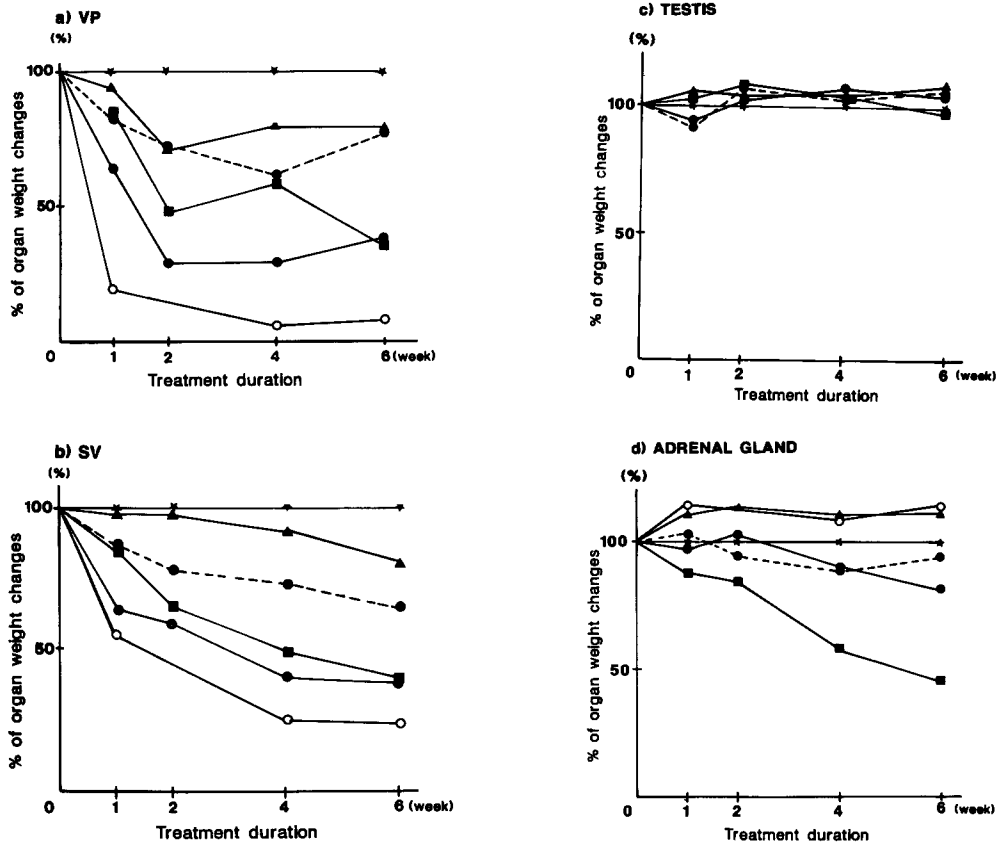 a) VP
(%)
100
50
0
1
2
4
6 (week)
% of organ weight changes
Treatment duration
c) TESTIS
(%)
100
50
0
1
2
4
6 (week)
% of organ weight changes
Treatment duration
b) SV
(%)
100
50
0
1
2
4
6 (week)
% of organ weight changes
Treatment duration
d) ADRENAL GLAND
(%)
100
50
0
1
2
4
6 (week)
% of organ weight changes
Treatment duration